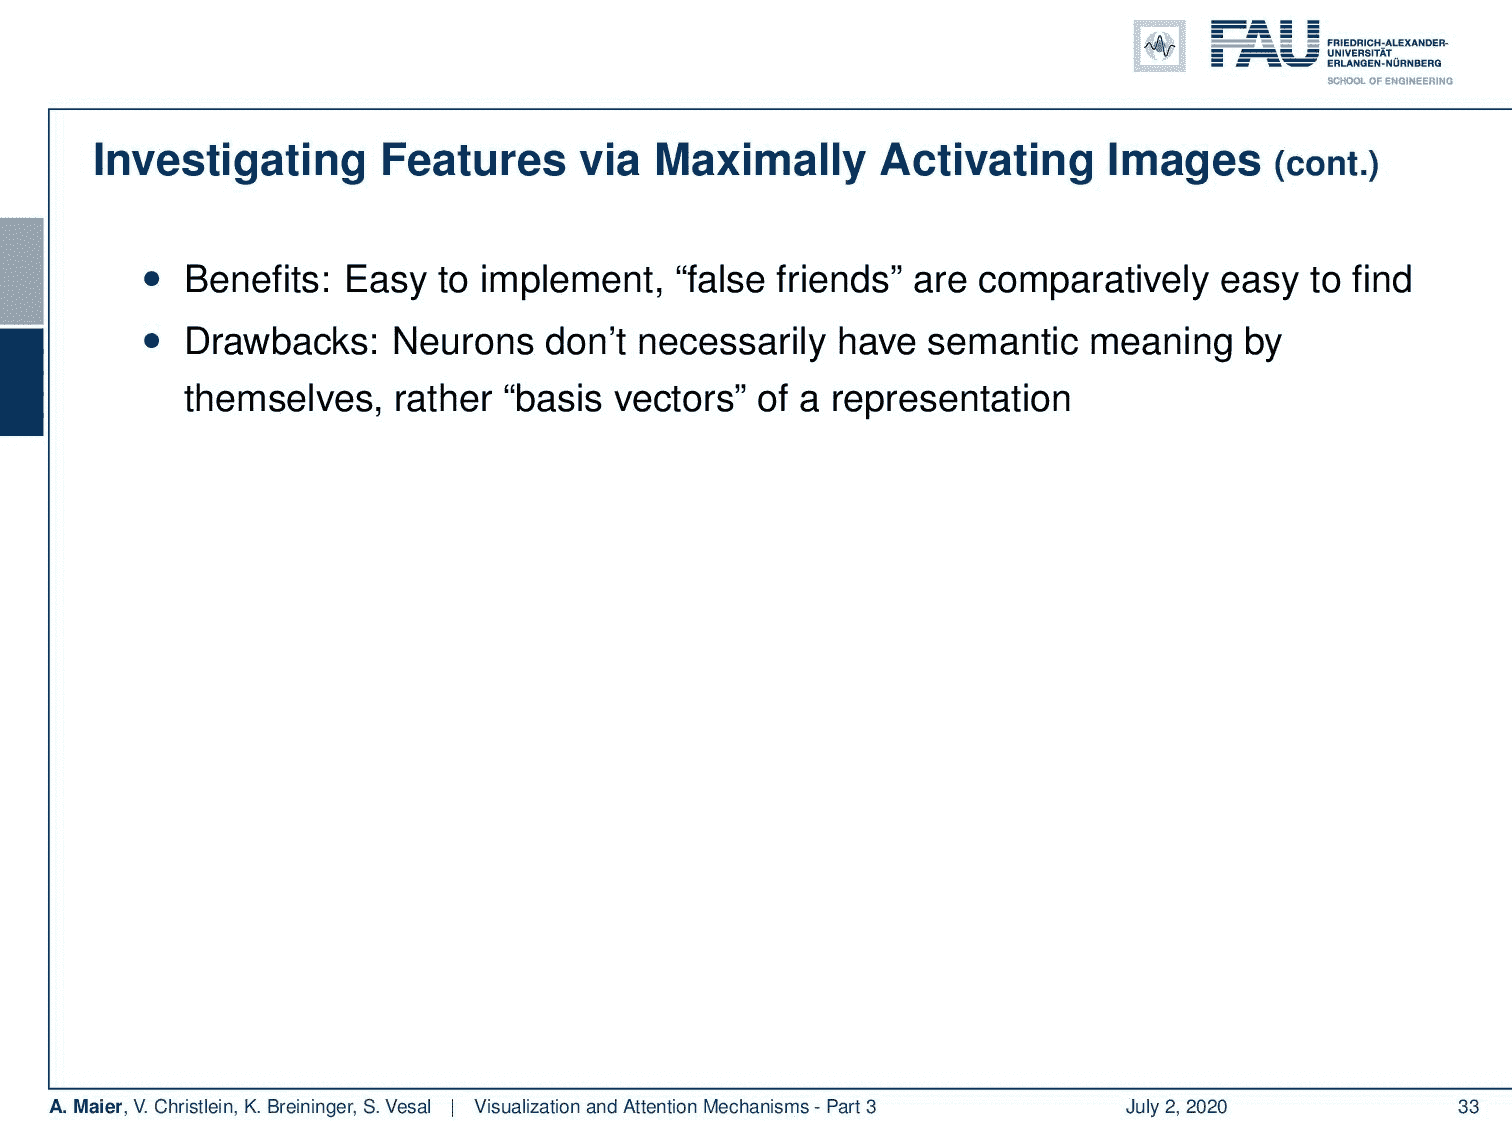 FAU
FRIEDRICH-ALEXANDER-
UNIVERSITÄT
ERLANGEN-NÜRNBERG
SCHOOL OF ENGINEERING
Investigating Features via Maximally Activating Images (cont.)
• Benefits: Easy to implement, “false friends” are comparatively easy to find
• Drawbacks: Neurons don’t necessarily have semantic meaning by
themselves, rather “basis vectors” of a representation
A. Maier, V. Christlein, K. Breininger, S. Vesal | Visualization and Attention Mechanisms - Part 3 July 2, 2020 33